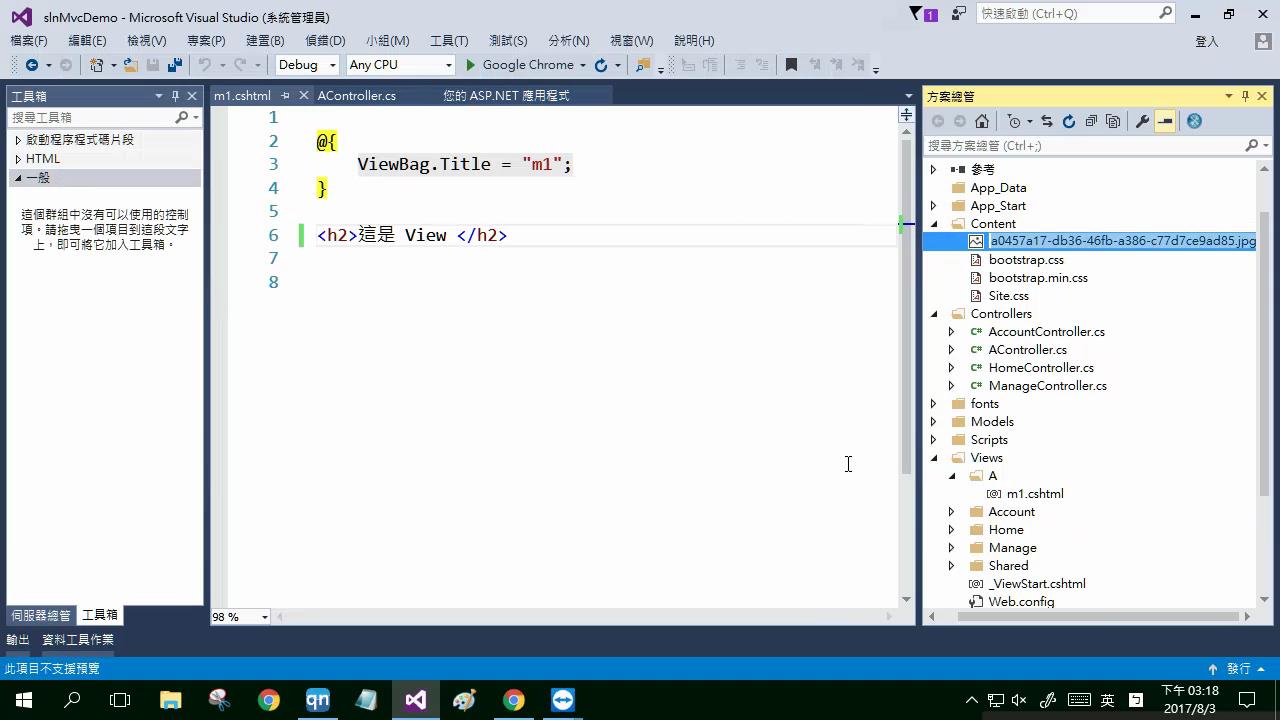 slnMvcDemo - Microsoft Visual Studio (系統管理員)
1
快速啟動 (Ctrl+Q)
檔案(F) 編輯(E) 檢視(V) 專案(P) 建置(B) 偵錯(D) 小組(M) 工具(T) 測試(S) 分析(N) 視窗(W) 說明(H)
登入
Debug Any CPU Google Chrome
工具箱
搜尋工具箱
啟動程序程式碼片段
HTML
一般
這個群組中沒有可以使用的控制
項。請拖曳一個項目到這段文字
上，即可將它加入工具箱。
伺服器總管 工具箱
m1.cshtml AController.cs 您的 ASP.NET 應用程式
1
2 @{
3 ViewBag.Title = "m1";
4 }
5
6 <h2>這是 View </h2>
7
8
98 %
方案總管
搜尋方案總管 (Ctrl+;)
參考
App_Data
App_Start
Content
a0457a17-db36-46fb-a386-c77d7ce9ad85.jpg
bootstrap.css
bootstrap.min.css
Site.css
Controllers
C# AccountController.cs
C# AController.cs
C# HomeController.cs
C# ManageController.cs
fonts
Models
Scripts
Views
A
[@] m1.cshtml
Account
Home
Manage
Shared
[@] _ViewStart.cshtml
Web.config
輸出 資料工具作業
此項目不支援預覽
發行
qn
英
下午 03:18
2017/8/3